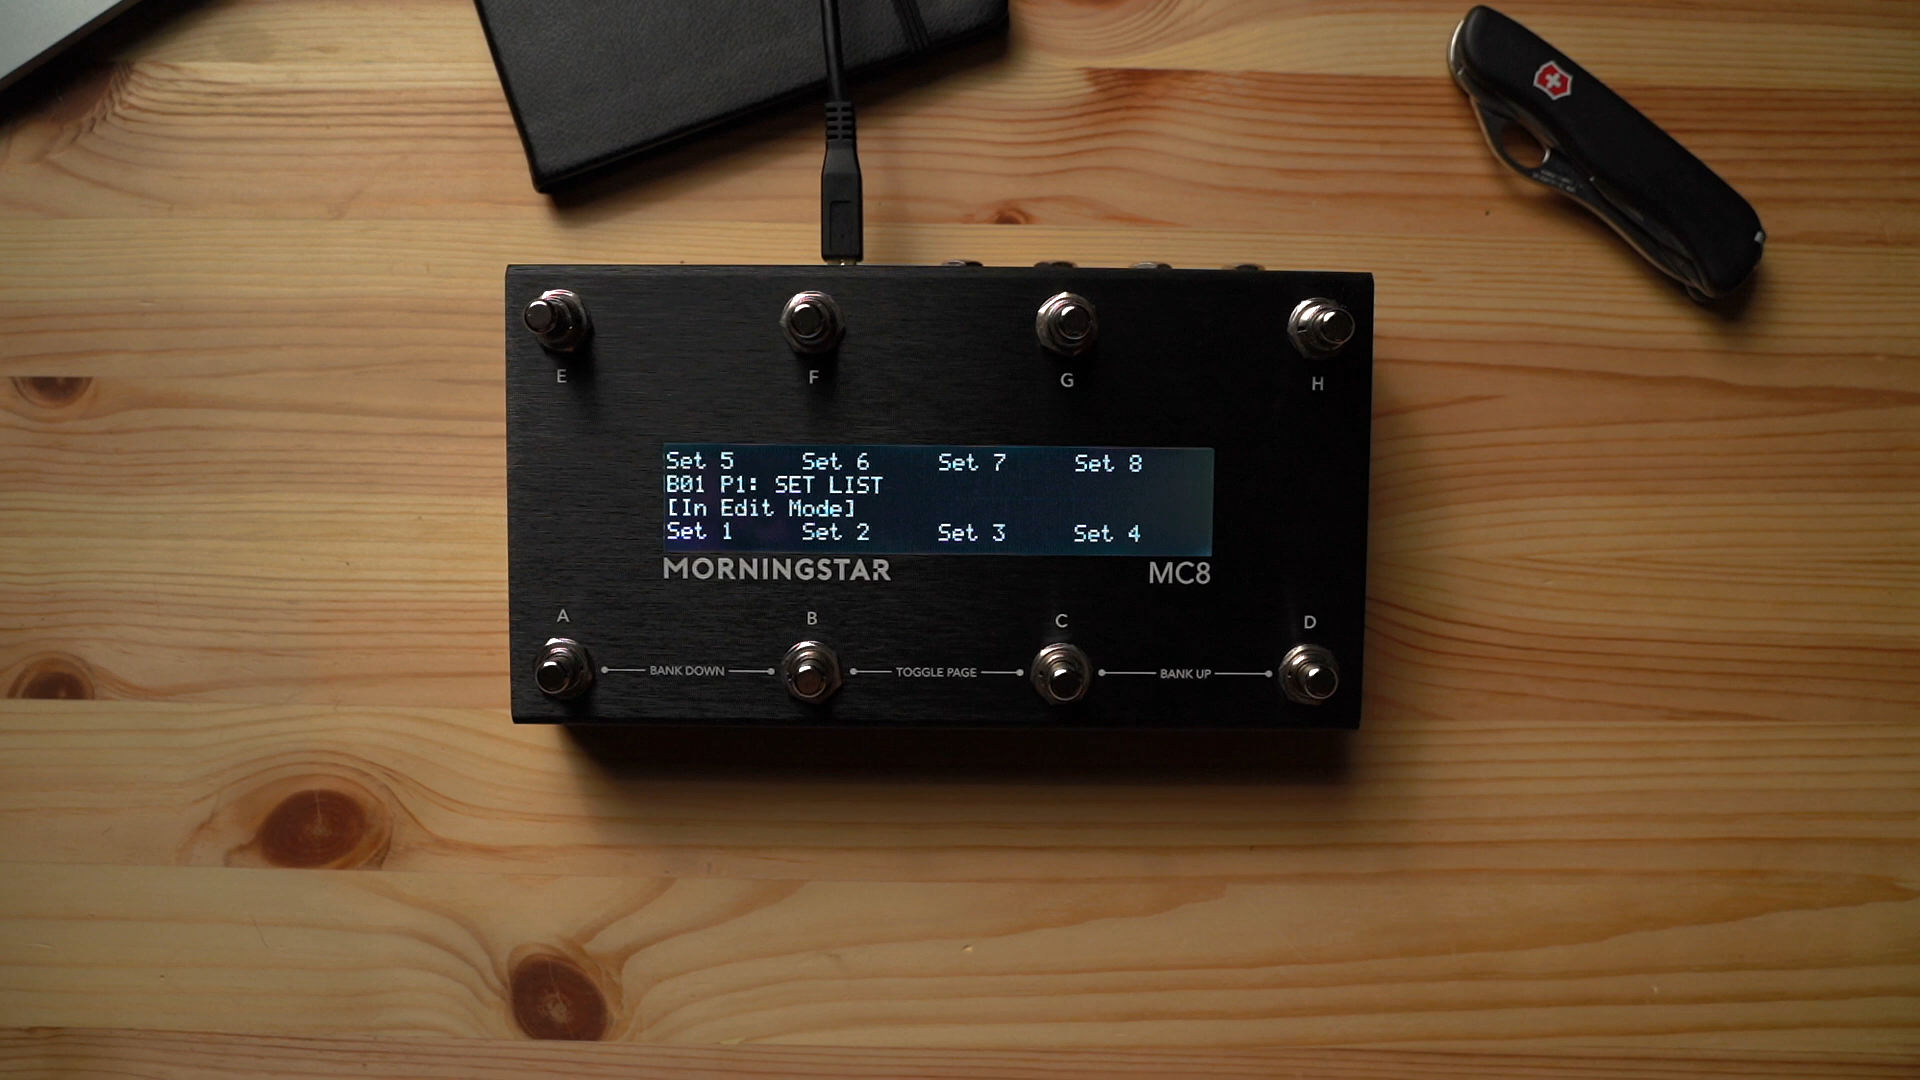 E F G H
Set 5 Set 6 Set 7 Set 8
B01 P1: SET LIST
[In Edit Mode]
Set 1 Set 2 Set 3 Set 4
MORNINGSTAR MC8
A B C D
BANK DOWN TOGGLE PAGE BANK UP